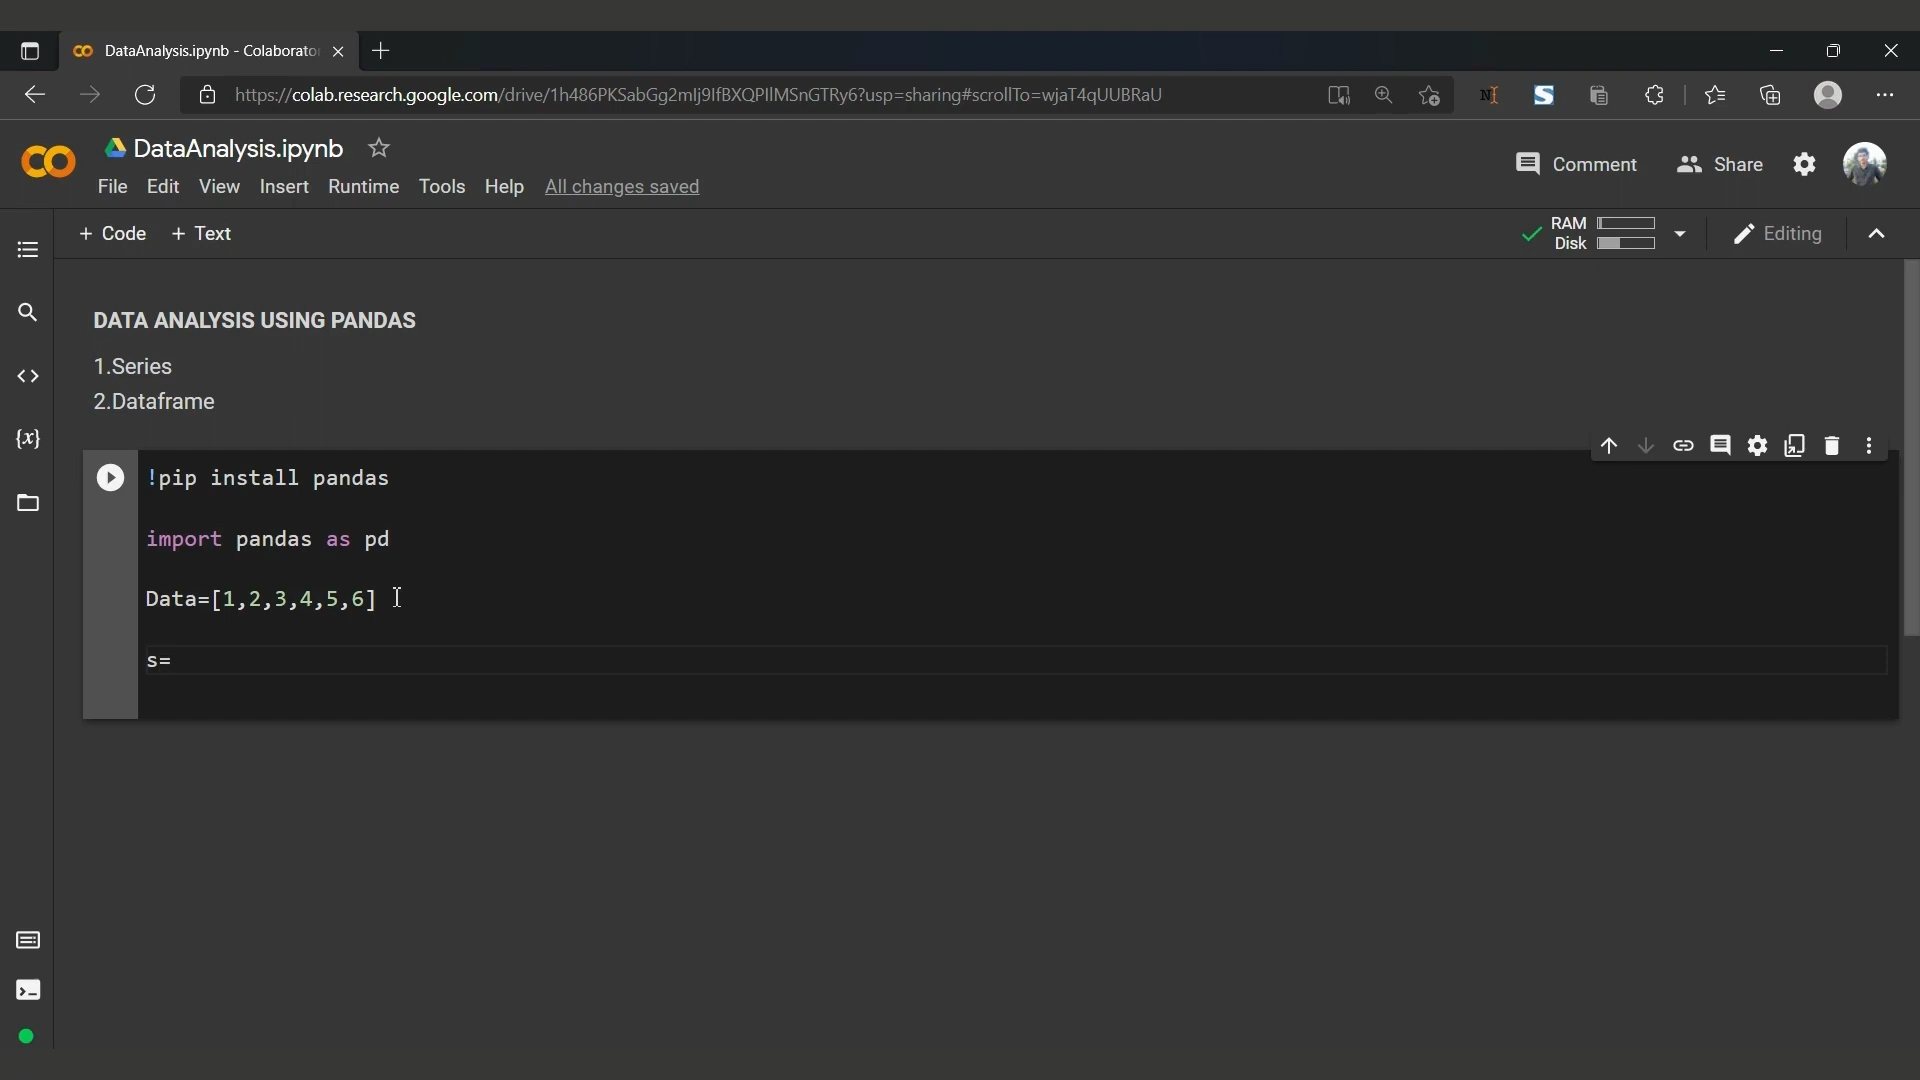 DataAnalysis.ipynb - Colaborato
https://colab.research.google.com/drive/1h486PKSabGg2mlj9IfBXQPIlMSnGTRy6?usp=sharing#scrollTo=wjaT4qUUBRaU
DataAnalysis.ipynb
Comment
Share
File Edit View Insert Runtime Tools Help All changes saved
+ Code + Text
RAM
Disk
Editing
DATA ANALYSIS USING PANDAS
1.Series
2.Dataframe
{x}
!pip install pandas
import pandas as pd
Data=[1,2,3,4,5,6]
s=